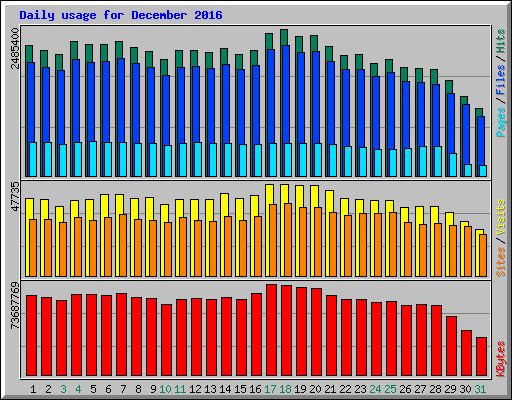 Daily usage for December 2016
2485400
Pages / Files / Hits
47735
Sites / Visits
73687769
KBytes
1 2 3 4 5 6 7 8 9 10 11 12 13 14 15 16 17 18 19 20 21 22 23 24 25 26 27 28 29 30 31